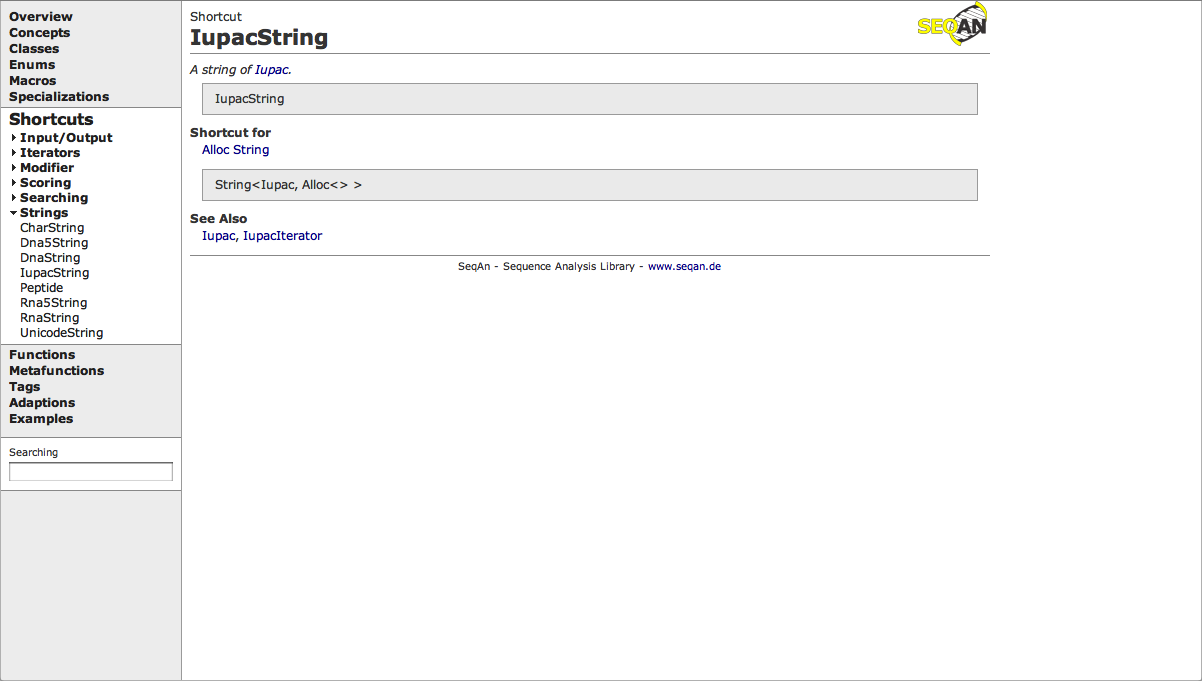 Overview
Concepts
Classes
Enums
Macros
Specializations
Shortcuts
Input/Output
Iterators
Modifier
Scoring
Searching
Strings
CharString
Dna5String
DnaString
IupacString
Peptide
Rna5String
RnaString
UnicodeString
Functions
Metafunctions
Tags
Adaptions
Examples
Searching
Shortcut
SEQAN
IupacString
A string of Iupac.
IupacString
Shortcut for
Alloc String
String<Iupac, Alloc<> >
See Also
Iupac, IupacIterator
SeqAn - Sequence Analysis Library - www.seqan.de